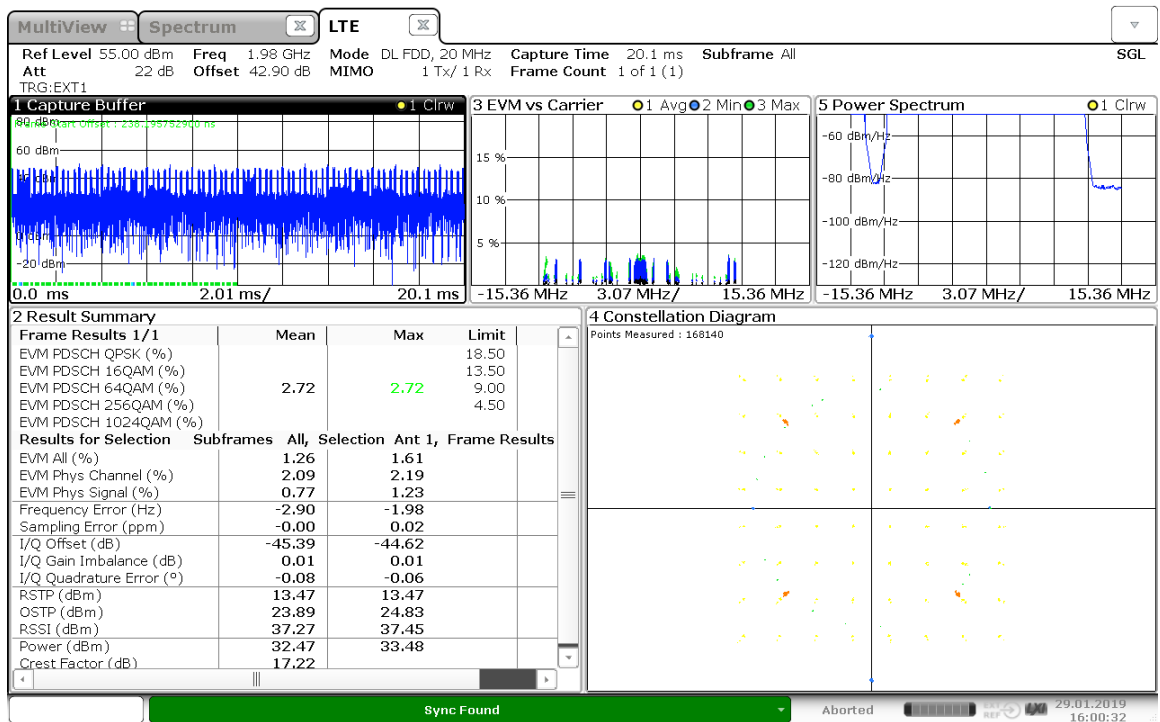 MultiView Spectrum LTE
Ref Level 55.00 dBm Freq 1.98 GHz Mode DL FDD, 20 MHz Capture Time 20.1 ms Subframe All SGL
Att 22 dB Offset 42.90 dB MIMO 1 Tx/ 1 Rx Frame Count 1 of 1 (1)
TRG:EXT1
1 Capture Buffer 1 Clrw
80 dBm
Frame Start Offset : 238.295752900 ns
60 dBm
-20 dBm
0.0 ms 2.01 ms/ 20.1 ms
3 EVM vs Carrier 1 Avg 2 Min 3 Max
15 %
10 %
5 %
-15.36 MHz 3.07 MHz/ 15.36 MHz
5 Power Spectrum 1 Clrw
-60 dBm/Hz
-80 dBm/Hz
-100 dBm/Hz
-120 dBm/Hz
-15.36 MHz 3.07 MHz/ 15.36 MHz
2 Result Summary
Frame Results 1/1 Mean Max Limit
EVM PDSCH QPSK (%) 18.50
EVM PDSCH 16QAM (%) 13.50
EVM PDSCH 64QAM (%) 2.72 2.72 9.00
EVM PDSCH 256QAM (%) 4.50
EVM PDSCH 1024QAM (%)
Results for Selection Subframes All, Selection Ant 1, Frame Results
EVM All (%) 1.26 1.61
EVM Phys Channel (%) 2.09 2.19
EVM Phys Signal (%) 0.77 1.23
Frequency Error (Hz) -2.90 -1.98
Sampling Error (ppm) -0.00 0.02
I/Q Offset (dB) -45.39 -44.62
I/Q Gain Imbalance (dB) 0.01 0.01
I/Q Quadrature Error (°) -0.08 -0.06
RSTP (dBm) 13.47 13.47
OSTP (dBm) 23.89 24.83
RSSI (dBm) 37.27 37.45
Power (dBm) 32.47 33.48
Crest Factor (dB) 17.22
4 Constellation Diagram
Points Measured : 168140
Sync Found
Aborted
EXT
REF
LXI
29.01.2019
16:00:32